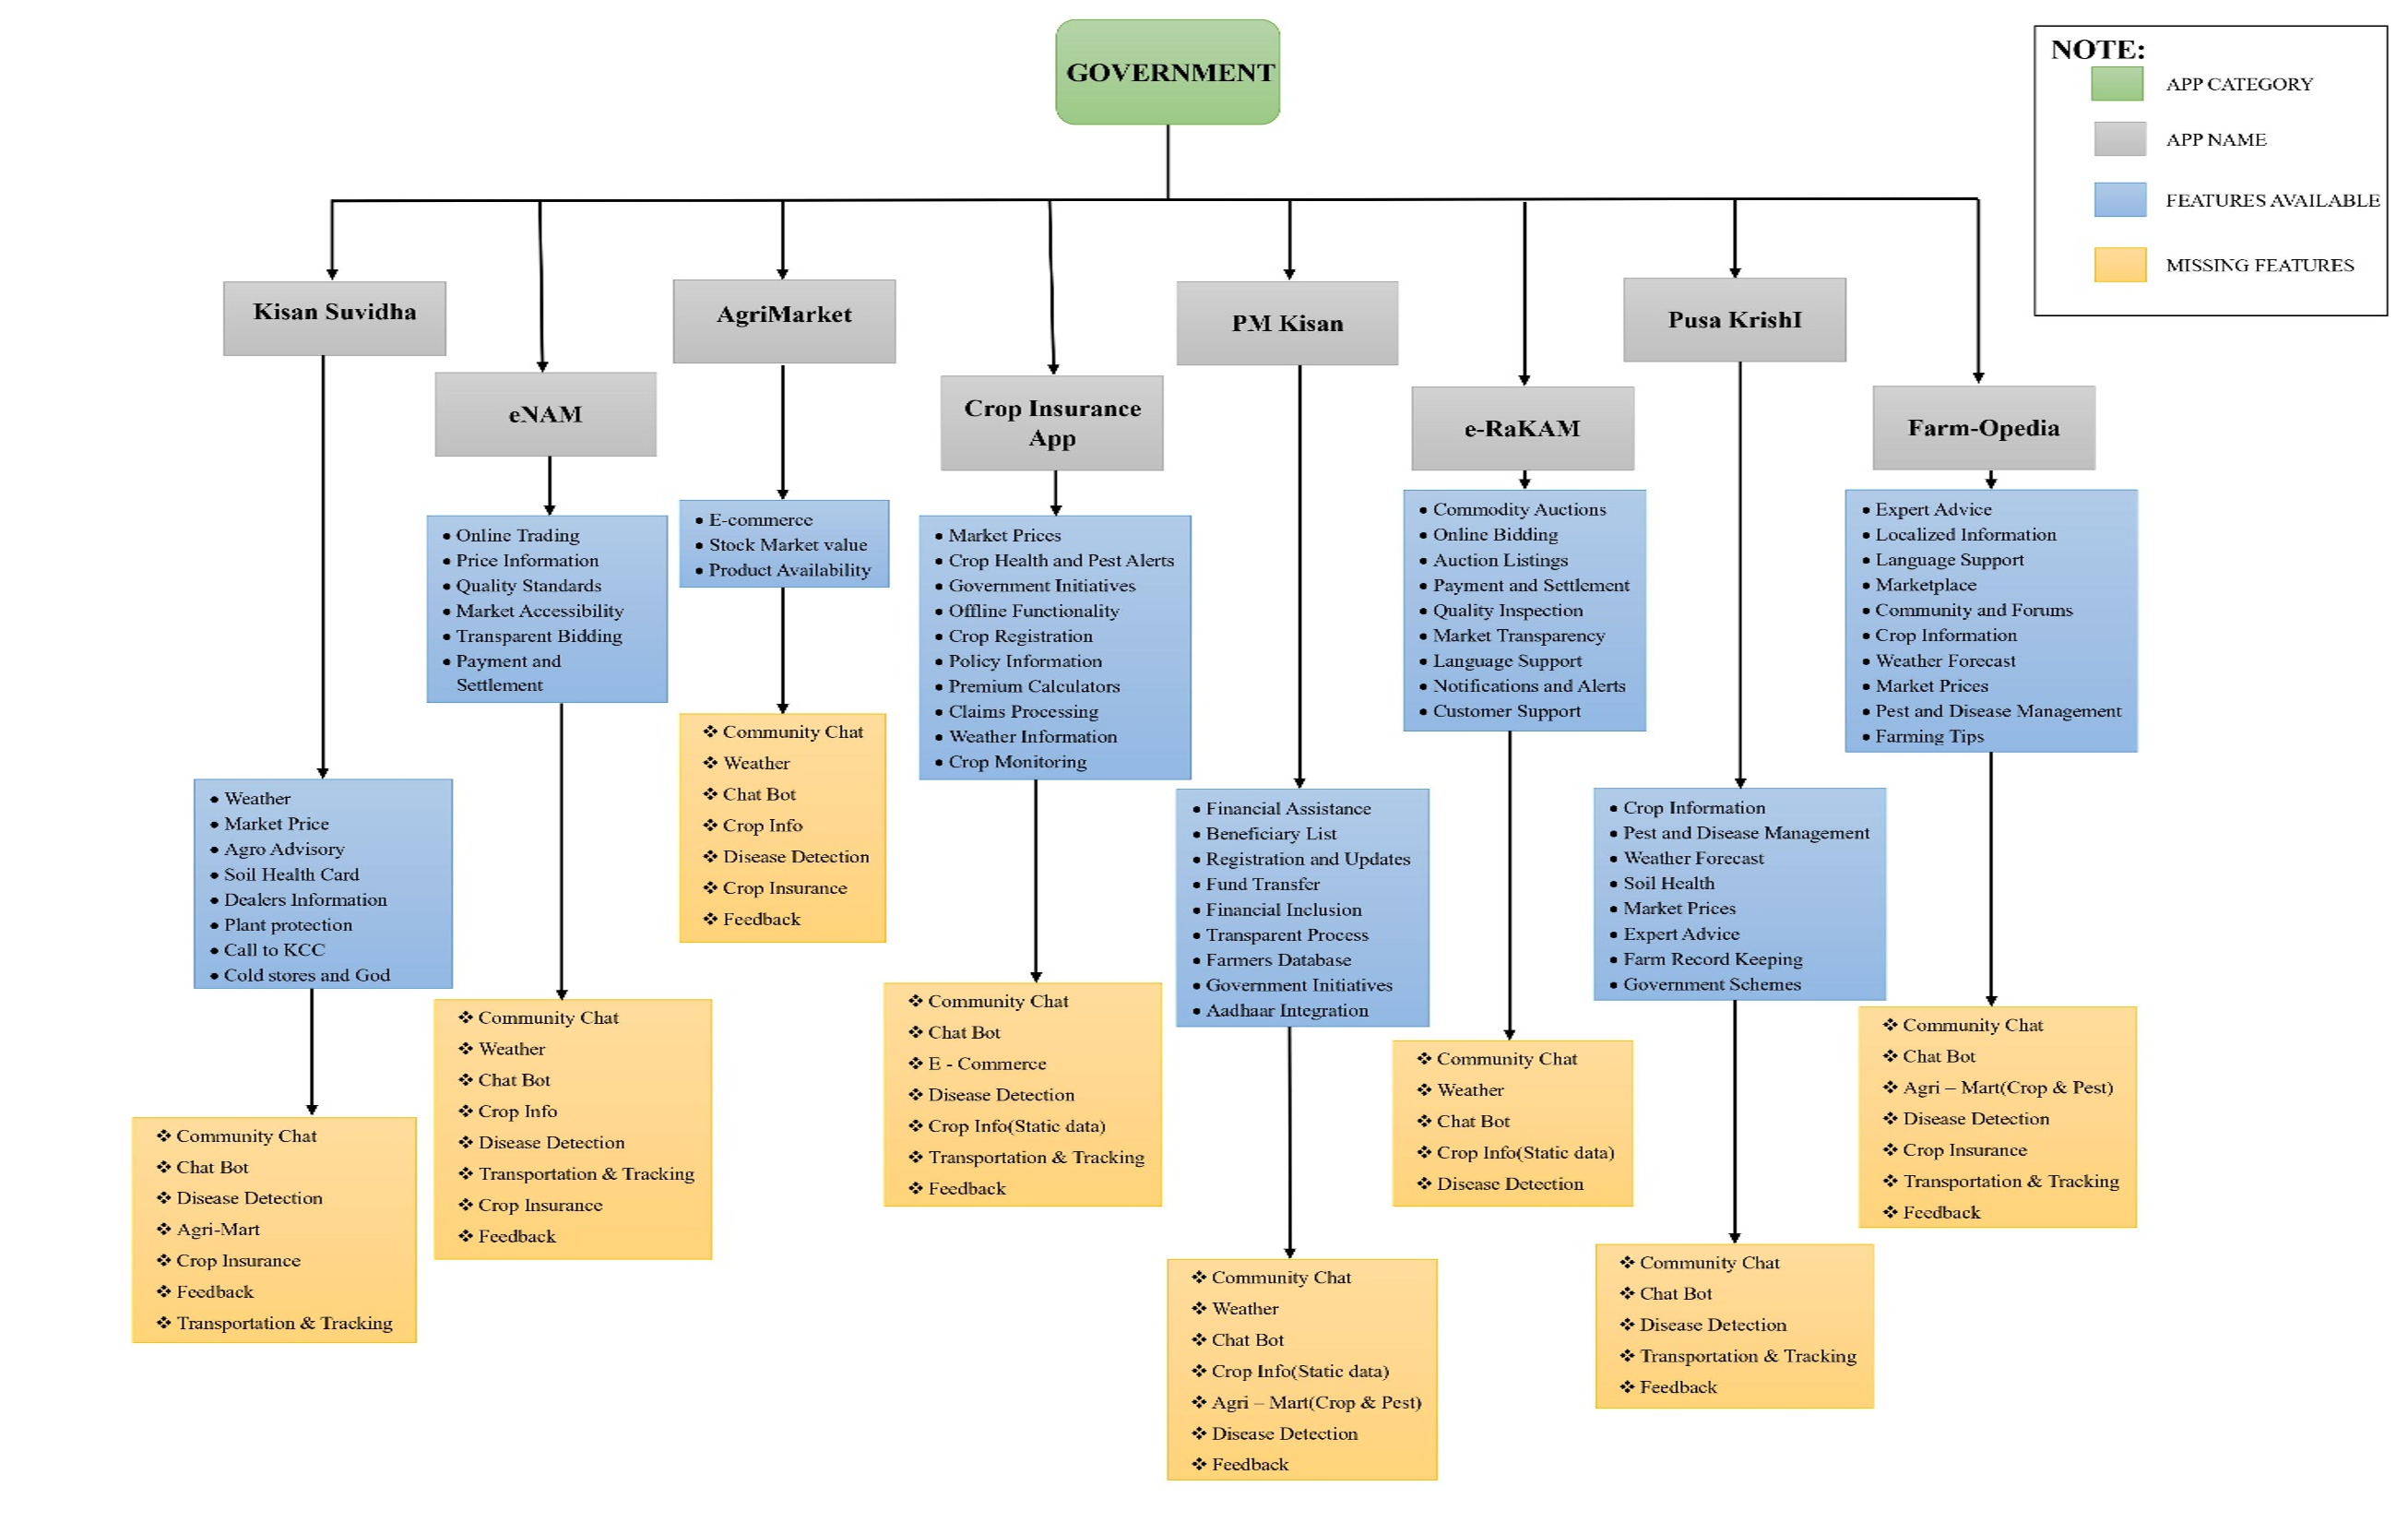 GOVERNMENT
NOTE:
APP CATEGORY
APP NAME
FEATURES AVAILABLE
MISSING FEATURES
Kisan Suvidha
• Weather
• Market Price
• Agro Advisory
• Soil Health Card
• Dealers Information
• Plant protection
• Call to KCC
• Cold stores and God
❖ Community Chat
❖ Chat Bot
❖ Disease Detection
❖ Agri-Mart
❖ Crop Insurance
❖ Feedback
❖ Transportation & Tracking
eNAM
• Online Trading
• Price Information
• Quality Standards
• Market Accessibility
• Transparent Bidding
• Payment and
Settlement
❖ Community Chat
❖ Weather
❖ Chat Bot
❖ Crop Info
❖ Disease Detection
❖ Transportation & Tracking
❖ Crop Insurance
❖ Feedback
AgriMarket
• E-commerce
• Stock Market value
• Product Availability
❖ Community Chat
❖ Weather
❖ Chat Bot
❖ Crop Info
❖ Disease Detection
❖ Crop Insurance
❖ Feedback
Crop Insurance
App
• Market Prices
• Crop Health and Pest Alerts
• Government Initiatives
• Offline Functionality
• Crop Registration
• Policy Information
• Premium Calculators
• Claims Processing
• Weather Information
• Crop Monitoring
❖ Community Chat
❖ Chat Bot
❖ E - Commerce
❖ Disease Detection
❖ Crop Info(Static data)
❖ Transportation & Tracking
❖ Feedback
PM Kisan
• Financial Assistance
• Beneficiary List
• Registration and Updates
• Fund Transfer
• Financial Inclusion
• Transparent Process
• Farmers Database
• Government Initiatives
• Aadhaar Integration
❖ Community Chat
❖ Weather
❖ Chat Bot
❖ Crop Info(Static data)
❖ Agri – Mart(Crop & Pest)
❖ Disease Detection
❖ Feedback
e-RaKAM
• Commodity Auctions
• Online Bidding
• Auction Listings
• Payment and Settlement
• Quality Inspection
• Market Transparency
• Language Support
• Notifications and Alerts
• Customer Support
❖ Community Chat
❖ Weather
❖ Chat Bot
❖ Crop Info(Static data)
❖ Disease Detection
Pusa KrishI
• Crop Information
• Pest and Disease Management
• Weather Forecast
• Soil Health
• Market Prices
• Expert Advice
• Farm Record Keeping
• Government Schemes
❖ Community Chat
❖ Chat Bot
❖ Disease Detection
❖ Transportation & Tracking
❖ Feedback
Farm-Opedia
• Expert Advice
• Localized Information
• Language Support
• Marketplace
• Community and Forums
• Crop Information
• Weather Forecast
• Market Prices
• Pest and Disease Management
• Farming Tips
❖ Community Chat
❖ Chat Bot
❖ Agri – Mart(Crop & Pest)
❖ Disease Detection
❖ Crop Insurance
❖ Transportation & Tracking
❖ Feedback